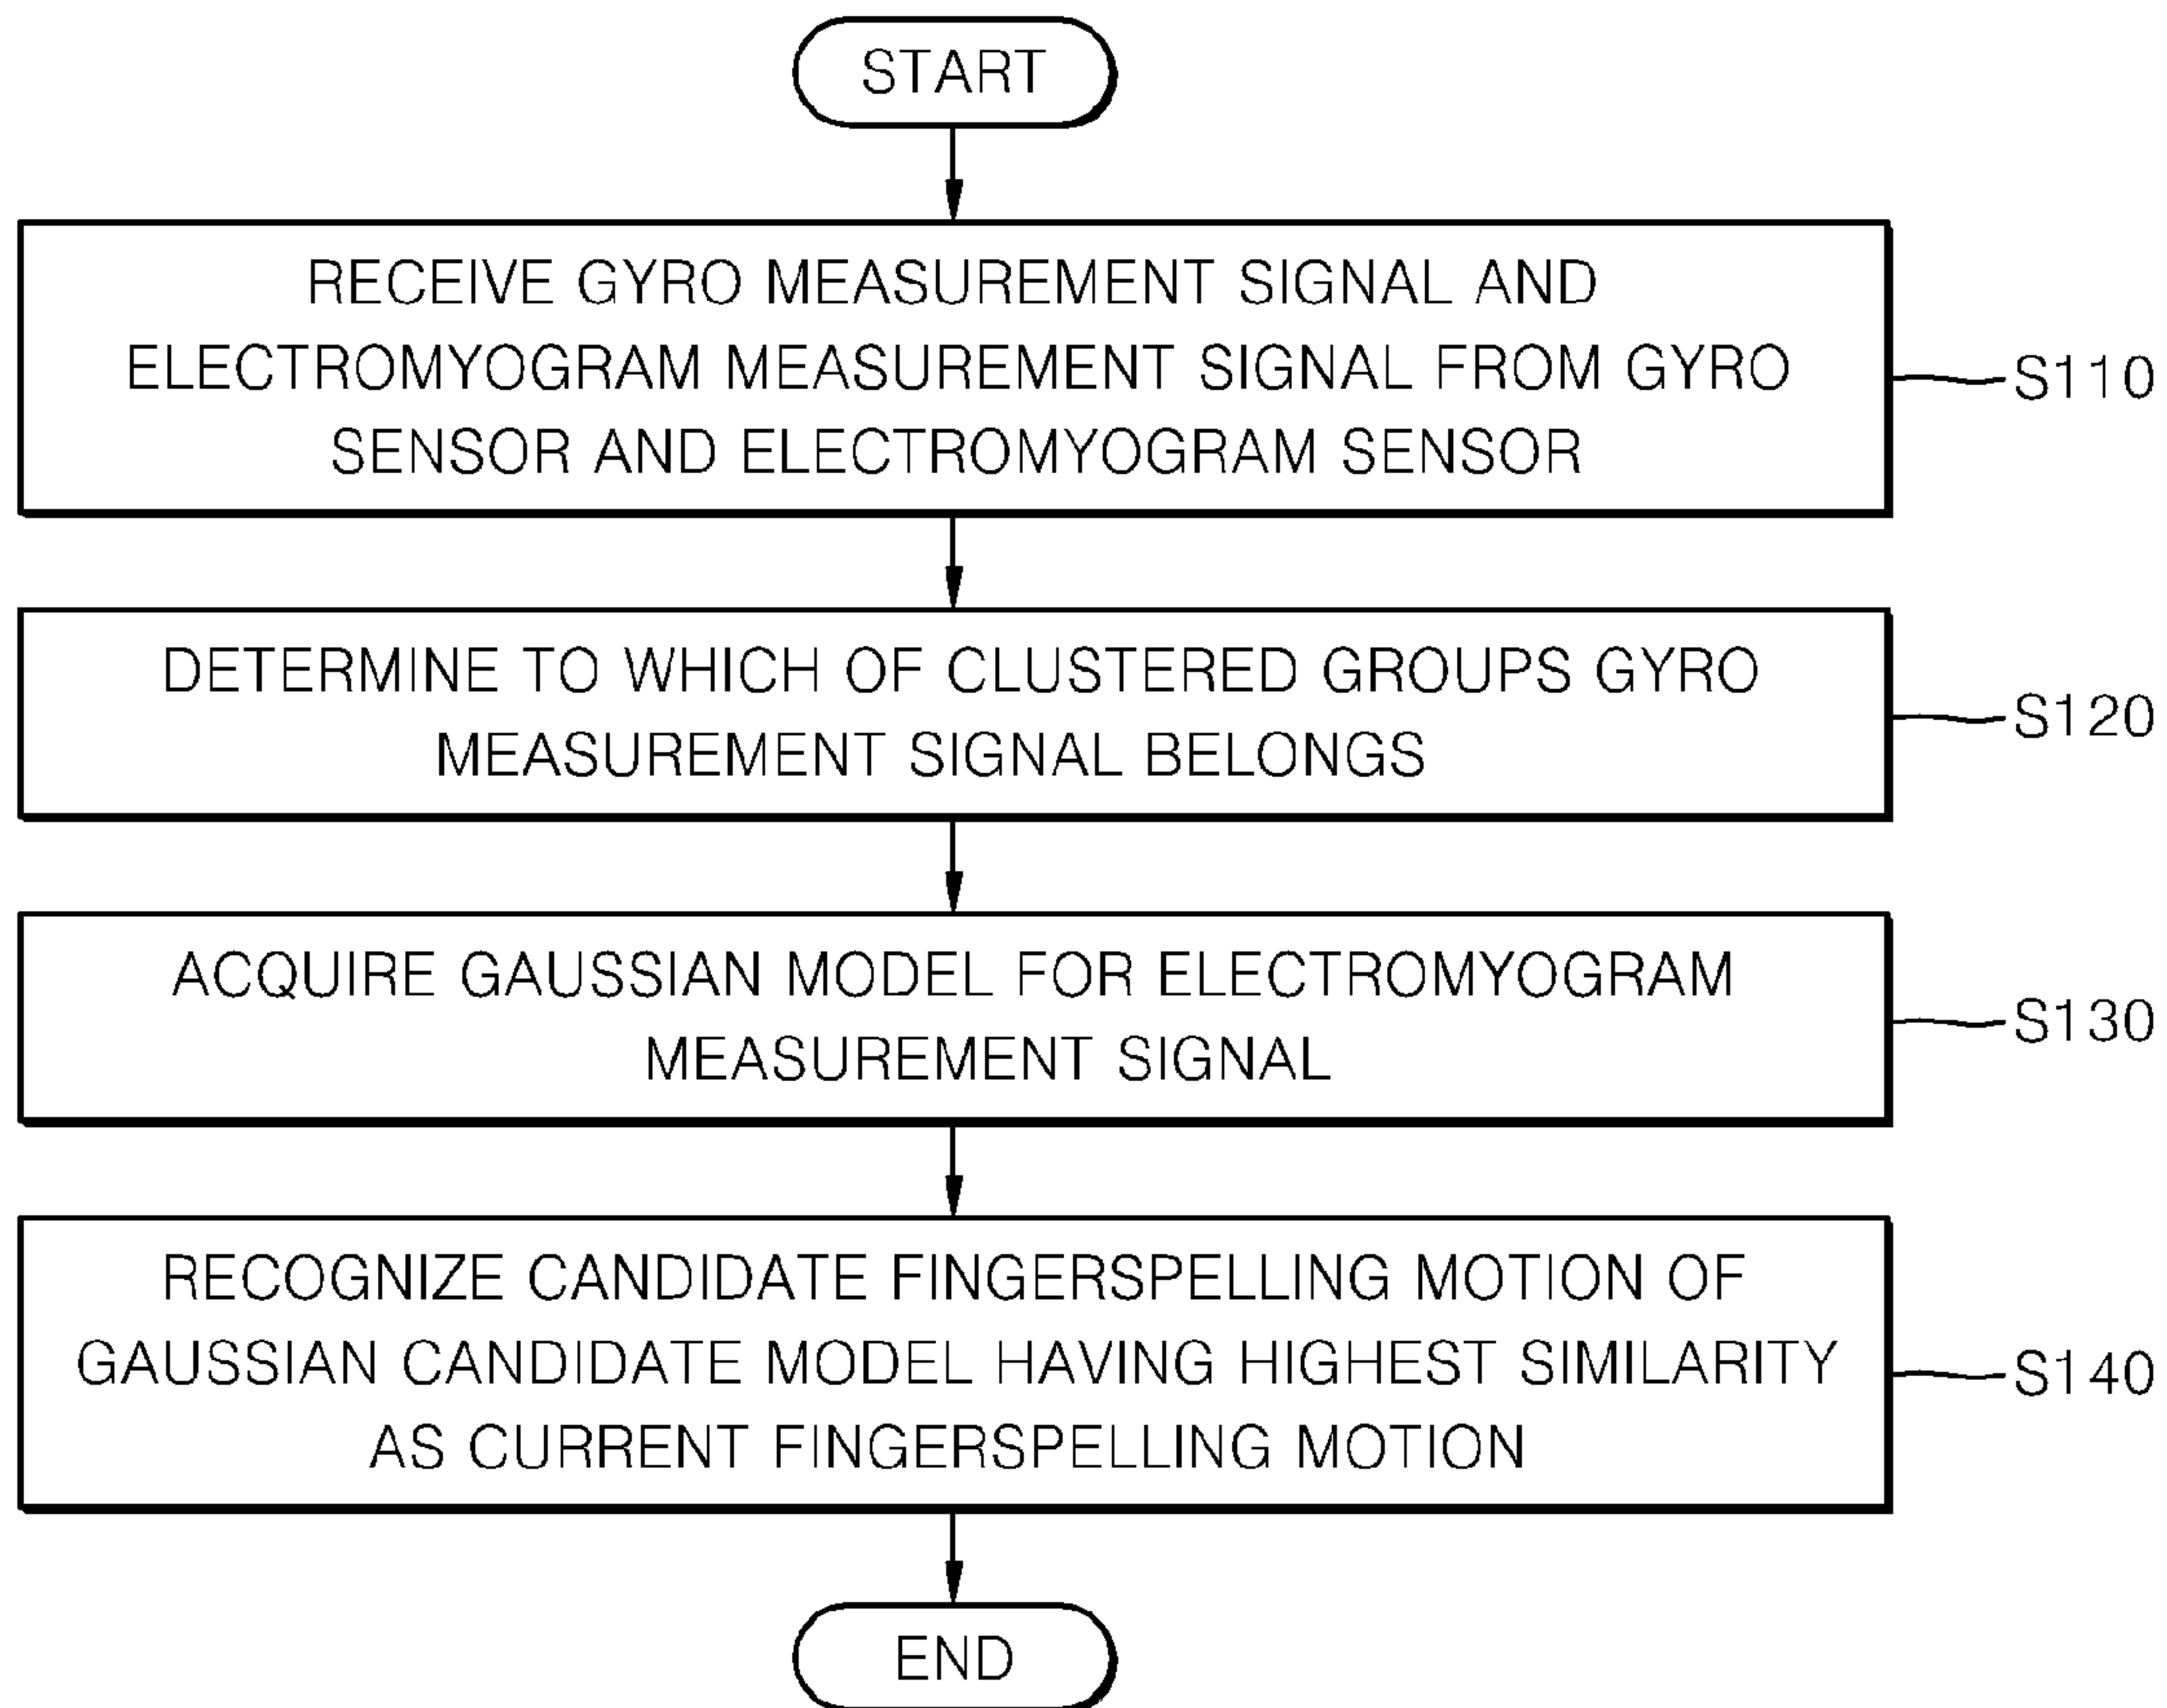 START
RECEIVE GYRO MEASUREMENT SIGNAL AND
ELECTROMYOGRAM MEASUREMENT SIGNAL FROM GYRO
SENSOR AND ELECTROMYOGRAM SENSOR
S110
DETERMINE TO WHICH OF CLUSTERED GROUPS GYRO
MEASUREMENT SIGNAL BELONGS
S120
ACQUIRE GAUSSIAN MODEL FOR ELECTROMYOGRAM
MEASUREMENT SIGNAL
S130
RECOGNIZE CANDIDATE FINGERSPELLING MOTION OF
GAUSSIAN CANDIDATE MODEL HAVING HIGHEST SIMILARITY
AS CURRENT FINGERSPELLING MOTION
S140
END